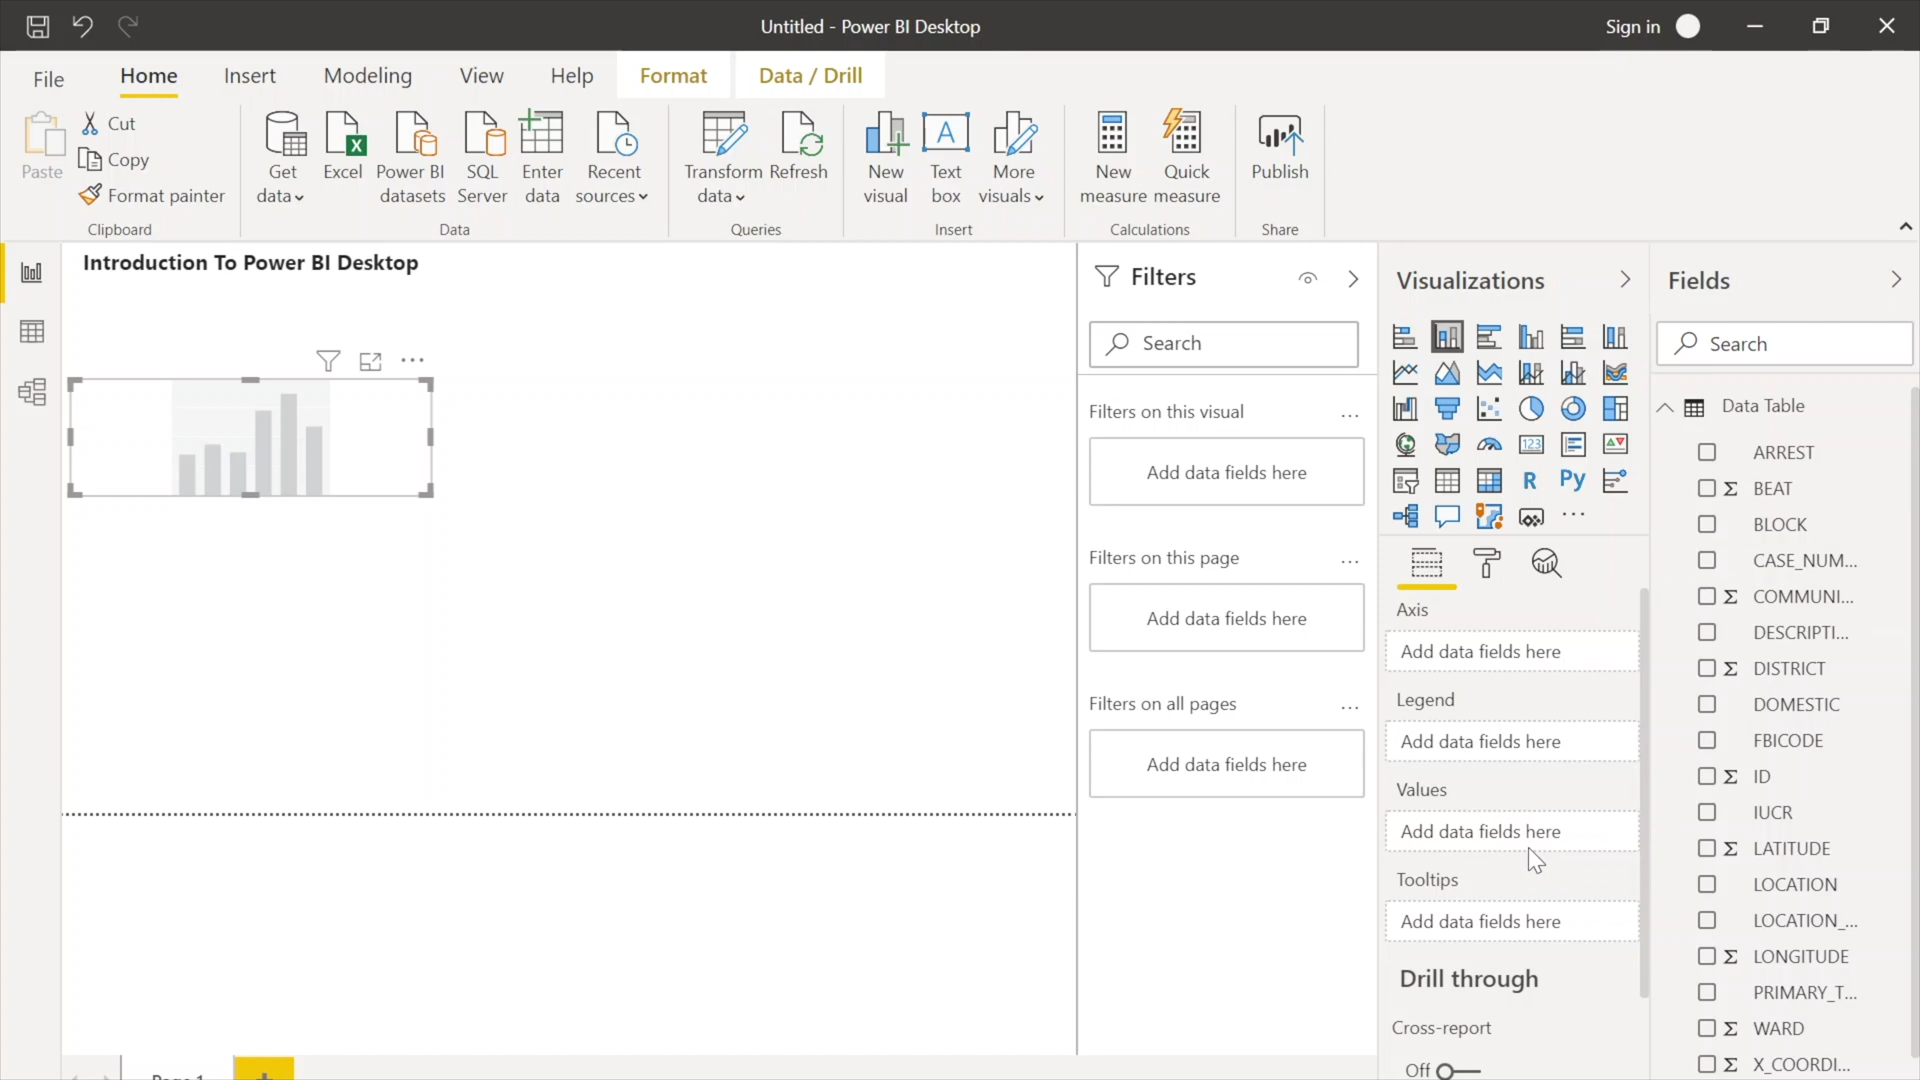 Untitled - Power BI Desktop
Sign in
File
Home
Insert
Modeling
View
Help
Format
Data / Drill
Paste
Cut
Copy
Format painter
Clipboard
Get data
Excel
Power BI datasets
SQL Server
Enter data
Recent sources
Data
Transform data
Refresh
Queries
New visual
Text box
More visuals
Insert
New measure
Quick measure
Calculations
Publish
Share
Introduction To Power BI Desktop
Filters
Search
Filters on this visual
Add data fields here
Filters on this page
Add data fields here
Filters on all pages
Add data fields here
Visualizations
123
R
Py
Axis
Add data fields here
Legend
Add data fields here
Values
Add data fields here
Tooltips
Add data fields here
Drill through
Cross-report
Off
Fields
Search
Data Table
ARREST
Σ BEAT
BLOCK
CASE_NUM...
Σ COMMUNI...
DESCRIPTI...
Σ DISTRICT
DOMESTIC
FBICODE
Σ ID
IUCR
Σ LATITUDE
LOCATION
LOCATION_...
Σ LONGITUDE
PRIMARY_T...
Σ WARD
Σ X_COORDI...
Page 1